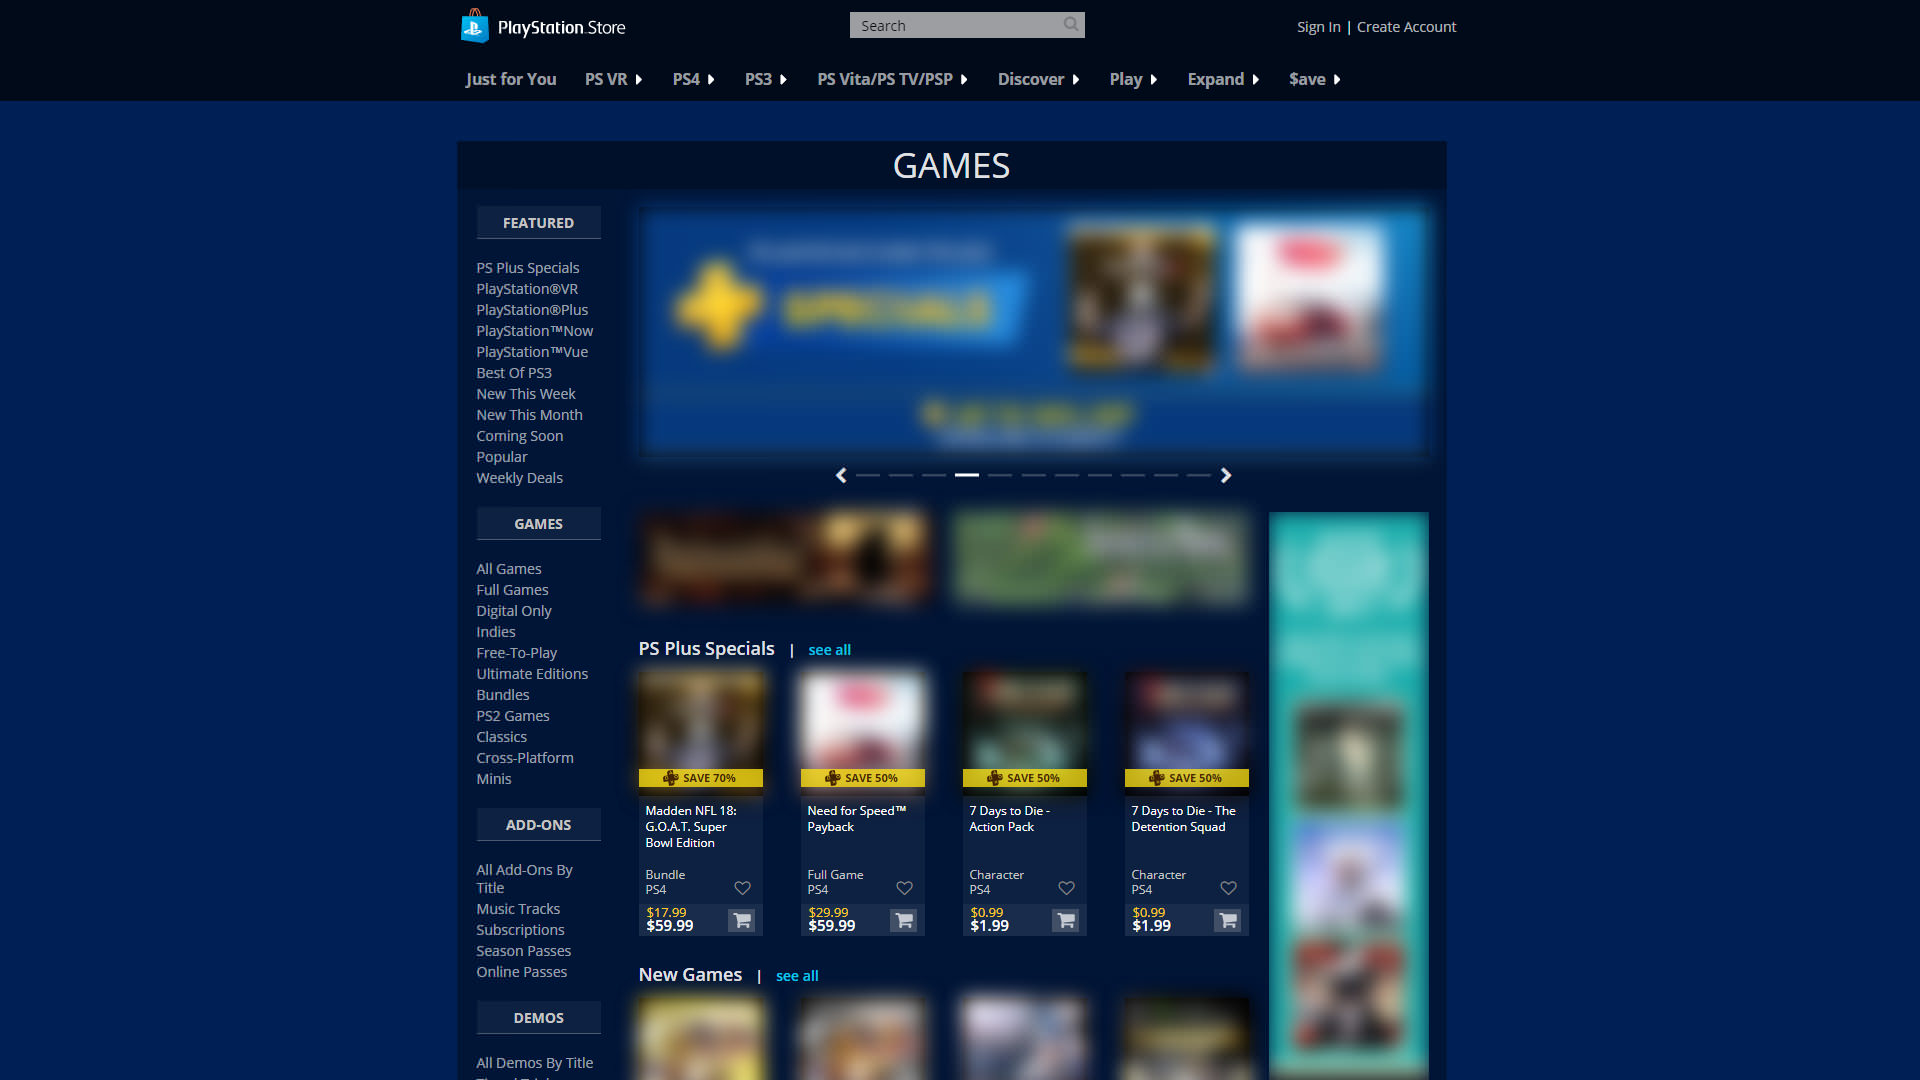 PlayStation Store
Search
Sign In | Create Account
Just for You PS VR PS4 PS3 PS Vita/PS TV/PSP Discover Play Expand $ave
GAMES
FEATURED
PS Plus Specials
PlayStation®VR
PlayStation®Plus
PlayStation™Now
PlayStation™Vue
Best Of PS3
New This Week
New This Month
Coming Soon
Popular
Weekly Deals
GAMES
All Games
Full Games
Digital Only
Indies
Free-To-Play
Ultimate Editions
Bundles
PS2 Games
Classics
Cross-Platform
Minis
ADD-ONS
All Add-Ons By
Title
Music Tracks
Subscriptions
Season Passes
Online Passes
DEMOS
All Demos By Title
SPECIALS
PS Plus Specials | see all
SAVE 70%
Madden NFL 18:
G.O.A.T. Super
Bowl Edition
Bundle
PS4
$17.99
$59.99
SAVE 50%
Need for Speed™
Payback
Full Game
PS4
$29.99
$59.99
SAVE 50%
7 Days to Die -
Action Pack
Character
PS4
$0.99
$1.99
SAVE 50%
7 Days to Die - The
Detention Squad
Character
PS4
$0.99
$1.99
New Games | see all